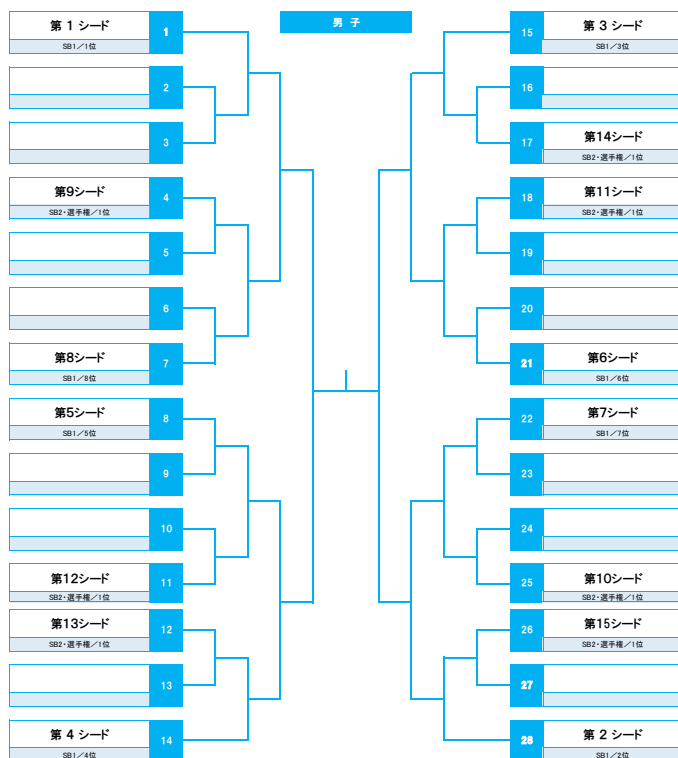 男 子
第 1 シード
1
SB1／1位
2
3
第9シード
4
SB2・選手権／1位
5
6
第8シード
7
SB1／8位
第5シード
8
SB1／5位
9
10
第12シード
11
SB2・選手権／1位
第13シード
12
SB2・選手権／1位
13
第 4 シード
14
SB1／4位
15
第 3 シード
SB1／3位
16
17
第14シード
SB2・選手権／1位
18
第11シード
SB2・選手権／1位
19
20
21
第6シード
SB1／6位
22
第7シード
SB1／7位
23
24
25
第10シード
SB2・選手権／1位
26
第15シード
SB2・選手権／1位
27
28
第 2 シード
SB1／2位